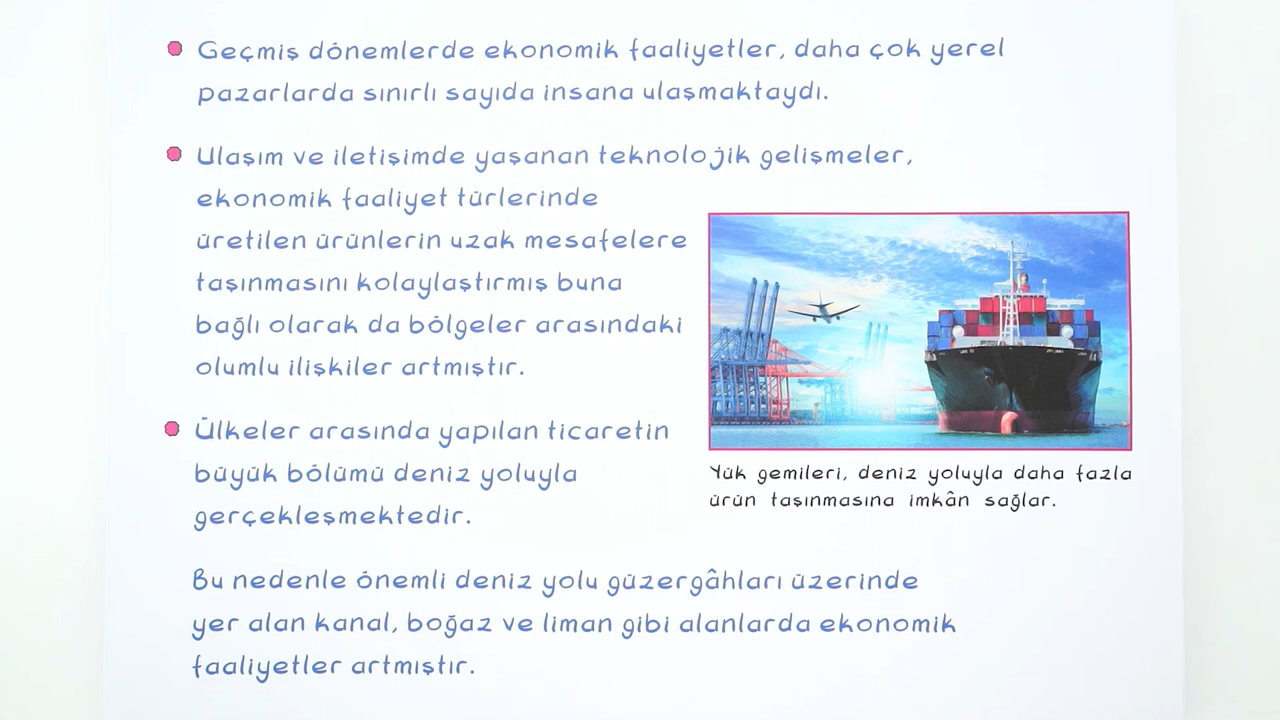 Geçmiş dönemlerde ekonomik faaliyetler, daha çok yerel
pazarlarda sınırlı sayıda insana ulaşmaktaydı.
Ulaşım ve iletişimde yaşanan teknolojik gelişmeler,
ekonomik faaliyet türlerinde
üretilen ürünlerin uzak mesafelere
taşınmasını kolaylaştırmış buna
bağlı olarak da bölgeler arasındaki
olumlu ilişkiler artmıştır.
Ülkeler arasında yapılan ticaretin
büyük bölümü deniz yoluyla
gerçekleşmektedir.
Yük gemileri, deniz yoluyla daha fazla
ürün taşınmasına imkân sağlar.
Bu nedenle önemli deniz yolu güzergâhları üzerinde
yer alan kanal, boğaz ve liman gibi alanlarda ekonomik
faaliyetler artmıştır.